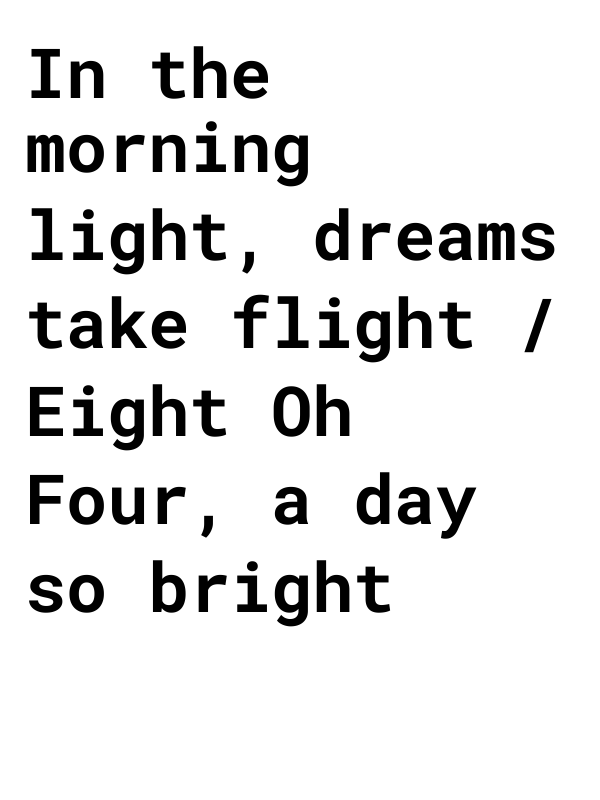 In the
morning
light, dreams
take flight /
Eight Oh
Four, a day
so bright